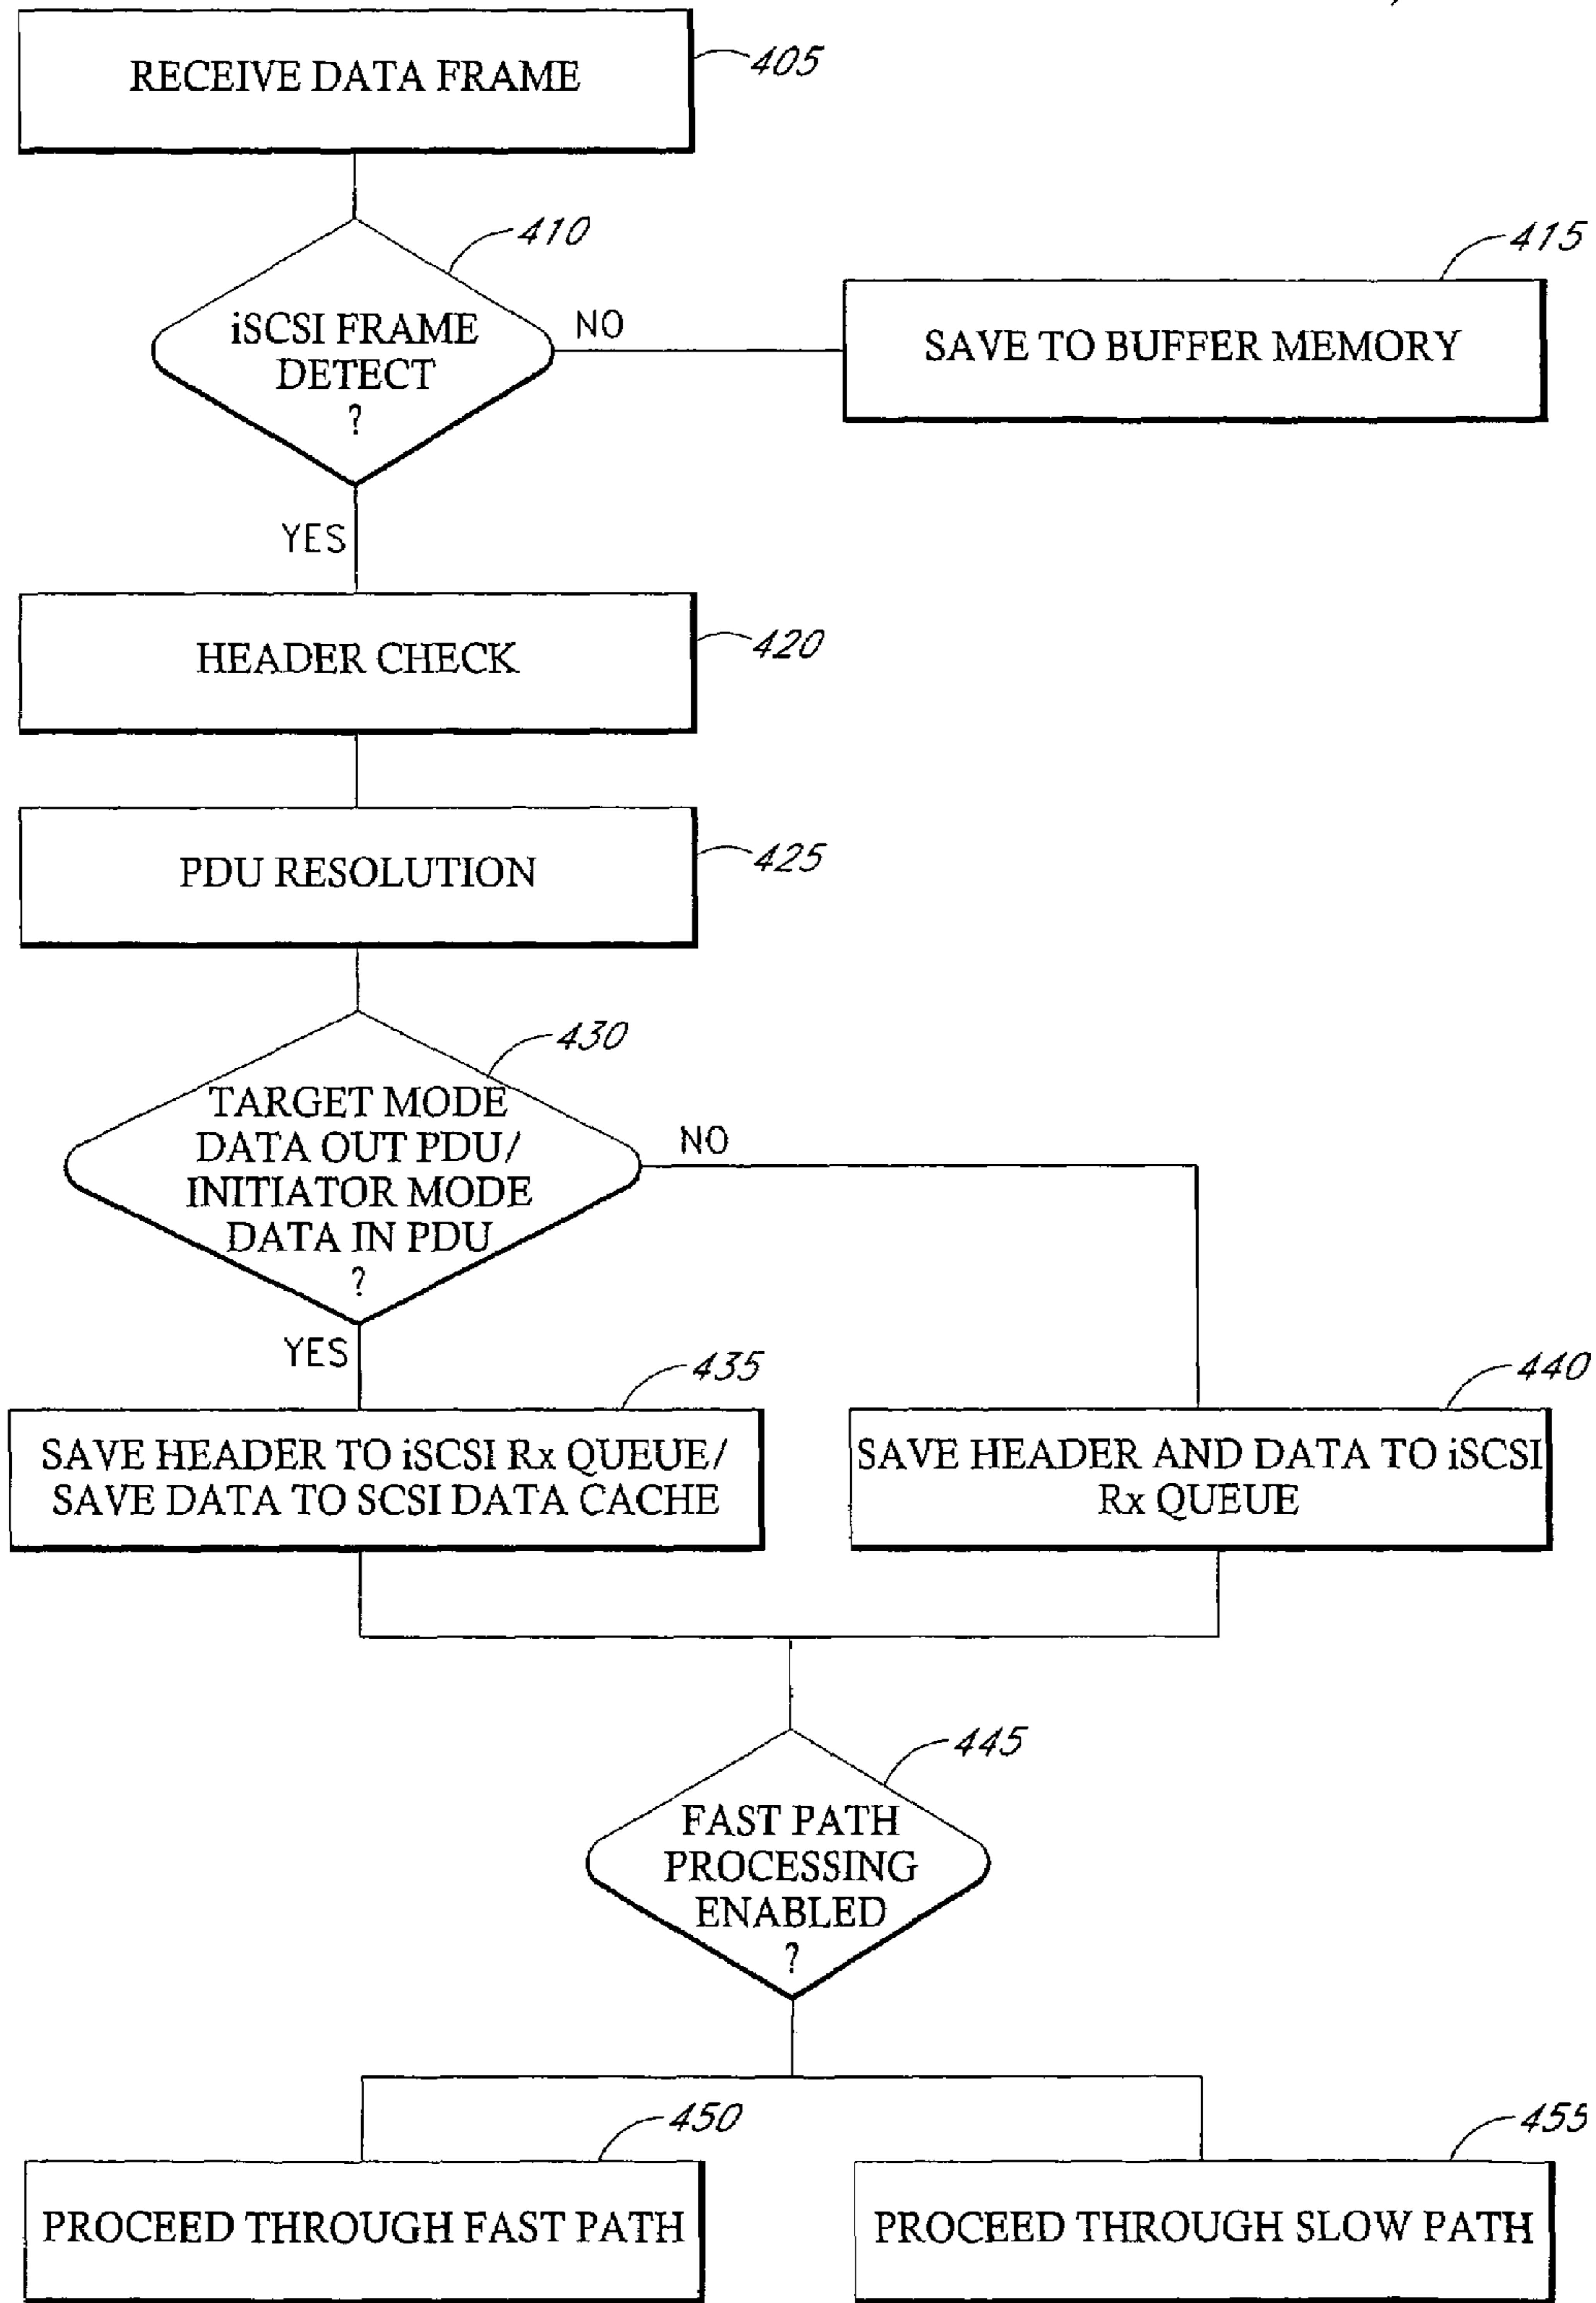 RECEIVE DATA FRAME
405
410
iSCSI FRAME
DETECT
?
NO
415
SAVE TO BUFFER MEMORY
YES
HEADER CHECK
420
PDU RESOLUTION
425
430
TARGET MODE
DATA OUT PDU/
INITIATOR MODE
DATA IN PDU
?
NO
YES
435
SAVE HEADER TO iSCSI Rx QUEUE/
SAVE DATA TO SCSI DATA CACHE
440
SAVE HEADER AND DATA TO iSCSI
Rx QUEUE
445
FAST PATH
PROCESSING
ENABLED
?
450
PROCEED THROUGH FAST PATH
455
PROCEED THROUGH SLOW PATH